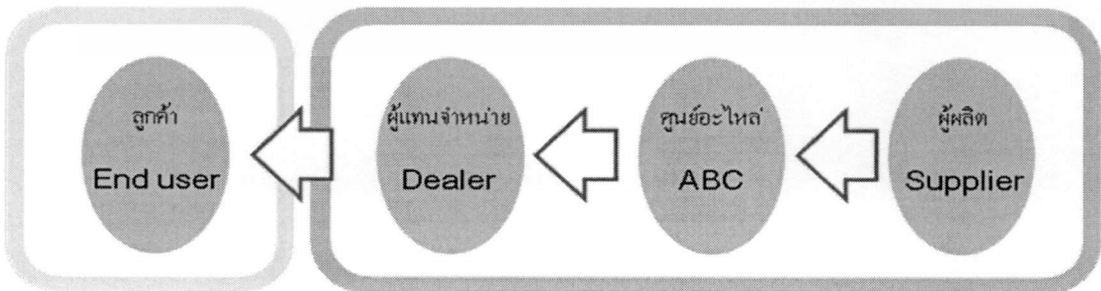 ลูกค้า
End user
ผู้แทนจำหน่าย
Dealer
ศูนย์อะไหล่
ABC
ผู้ผลิต
Supplier